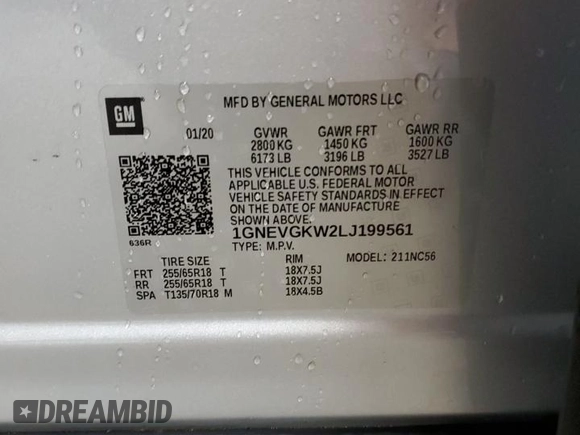 GM
MFD BY GENERAL MOTORS LLC
01/20 GVWR GAWR FRT GAWR RR
2800 KG 1450 KG 1600 KG
6173 LB 3196 LB 3527 LB
THIS VEHICLE CONFORMS TO ALL
APPLICABLE U.S. FEDERAL MOTOR
VEHICLE SAFETY STANDARDS IN EFFECT
ON THE DATE OF MANUFACTURE
SHOWN ABOVE.
636R
1GNEVGKW2LJ199561
TYPE: M.P.V.
TIRE SIZE RIM MODEL: 211NC56
FRT 255/65R18 T 18X7.5J
RR 255/65R18 T 18X7.5J
SPA T135/70R18 M 18X4.5B
DREAMBID